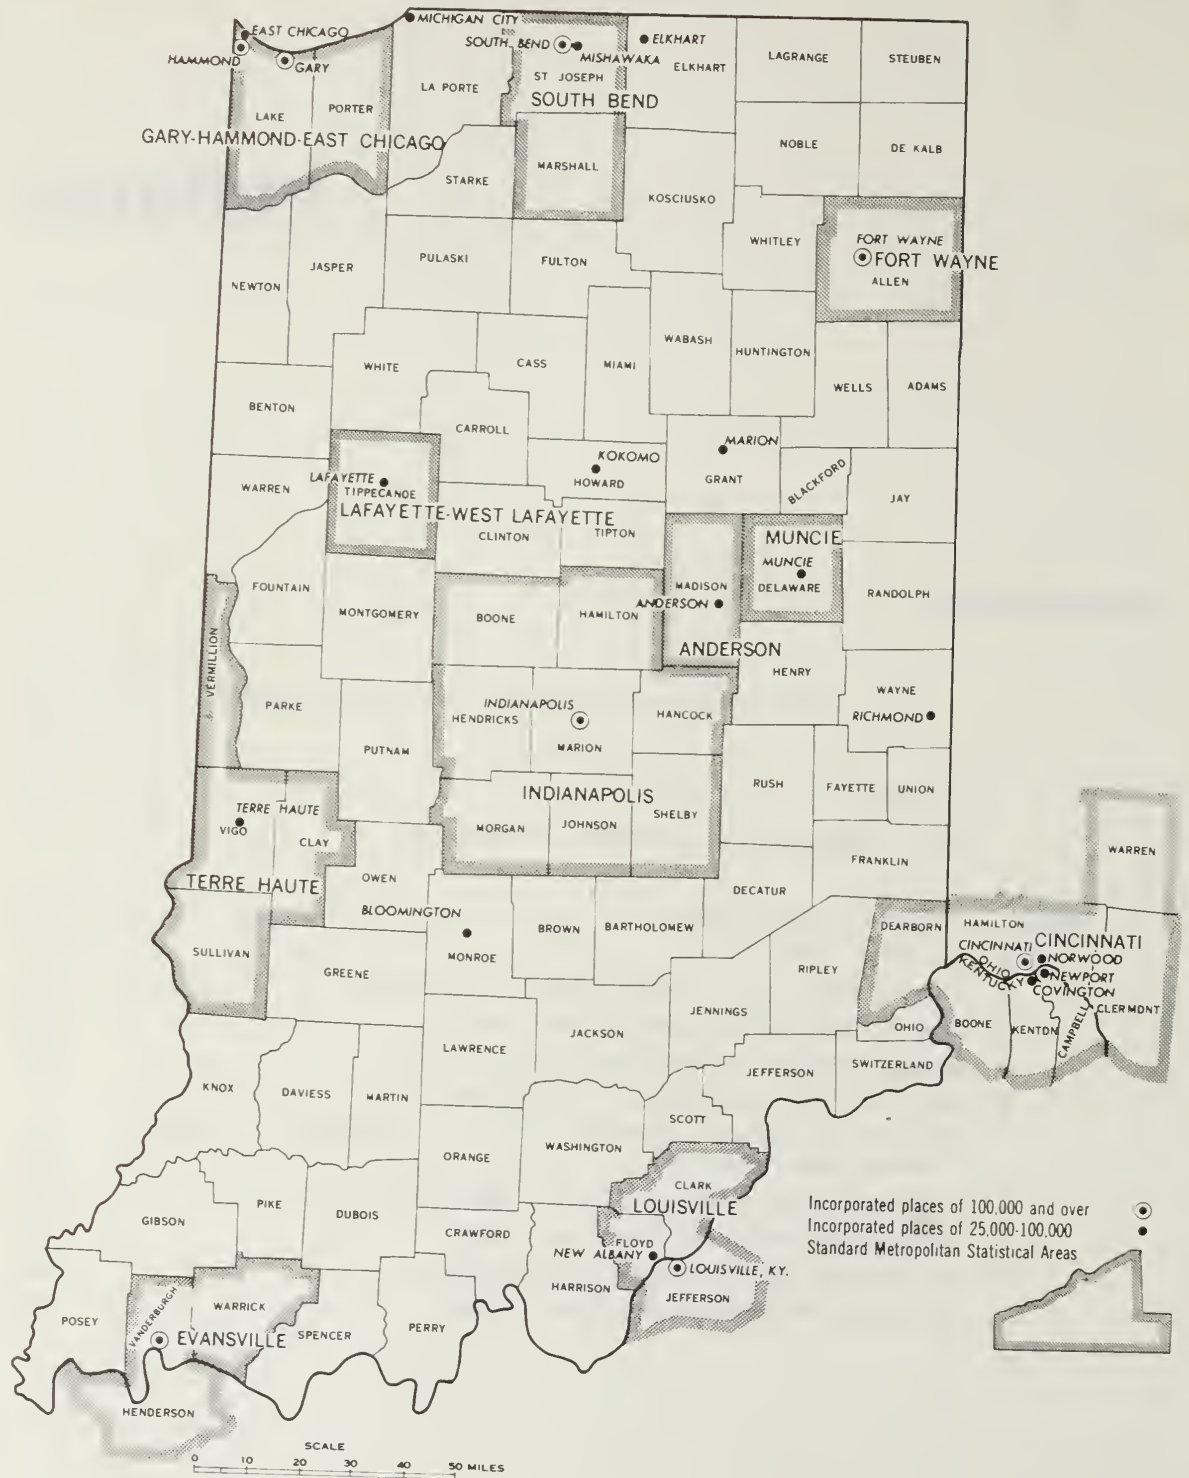 MICHIGAN CITY
EAST CHICAGO
SOUTH BEND
ELKHART
HAMMOND
MISHAWAKA
GARY
ELKHART
LAGRANGE
STEUBEN
ST JOSEPH
LA PORTE
SOUTH BEND
LAKE
PORTER
GARY-HAMMOND-EAST CHICAGO
NOBLE
DE KALB
MARSHALL
STARKE
KOSCIUSKO
WHITLEY
FORT WAYNE
FORT WAYNE
ALLEN
PULASKI
FULTON
JASPER
NEWTON
WABASH
HUNTINGTON
WHITE
CASS
MIAMI
WELLS
ADAMS
BENTON
CARROLL
MARION
KOKOMO
HOWARD
GRANT
BLACKFORD
LAFAYETTE
TIPPECANOE
WARREN
JAY
LAFAYETTE-WEST LAFAYETTE
CLINTON
TIPTON
MUNCIE
MUNCIE
DELAWARE
FOUNTAIN
MADISON
RANDOLPH
MONTGOMERY
BOONE
HAMILTON
ANDERSON
ANDERSON
HENRY
VERMILLION
WAYNE
PARKE
INDIANAPOLIS
HENDRICKS
HANCOCK
RICHMOND
PUTNAM
MARION
RUSH
FAYETTE
UNION
INDIANAPOLIS
TERRE HAUTE
VIGO
CLAY
MORGAN
JOHNSON
SHELBY
WARREN
FRANKLIN
TERRE HAUTE
OWEN
DECATUR
BLOOMINGTON
BROWN
BARTHOLOMEW
DEARBORN
HAMILTON
CINCINNATI
CINCINNATI
SULLIVAN
MONROE
NORWOOD
OHIO
KENTUCKY
NEWPORT
COVINGTON
GREENE
RIPLEY
JENNINGS
CLERMONT
JACKSON
OHIO
BOONE
KENTON
CAMPBELL
LAWRENCE
SWITZERLAND
JEFFERSON
KNOX
DAVIESS
MARTIN
SCOTT
WASHINGTON
ORANGE
CLARK
PIKE
LOUISVILLE
GIBSON
DUBOIS
CRAWFORD
FLOYD
NEW ALBANY
LOUISVILLE, KY.
HARRISON
JEFFERSON
Incorporated places of 100,000 and over
Incorporated places of 25,000-100,000
Standard Metropolitan Statistical Areas
POSEY
VANDERBURGH
WARRICK
EVANSVILLE
SPENCER
PERRY
HENDERSON
SCALE
0 10 20 30 40 50 MILES